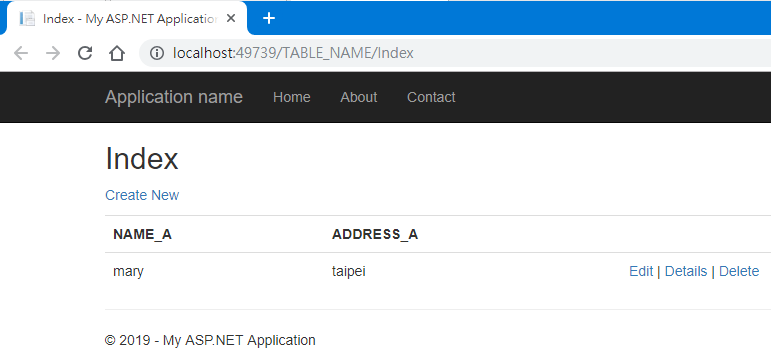 Index - My ASP.NET Application
localhost:49739/TABLE_NAME/Index
Application name Home About Contact
Index
Create New
NAME_A ADDRESS_A
mary taipei Edit | Details | Delete
© 2019 - My ASP.NET Application